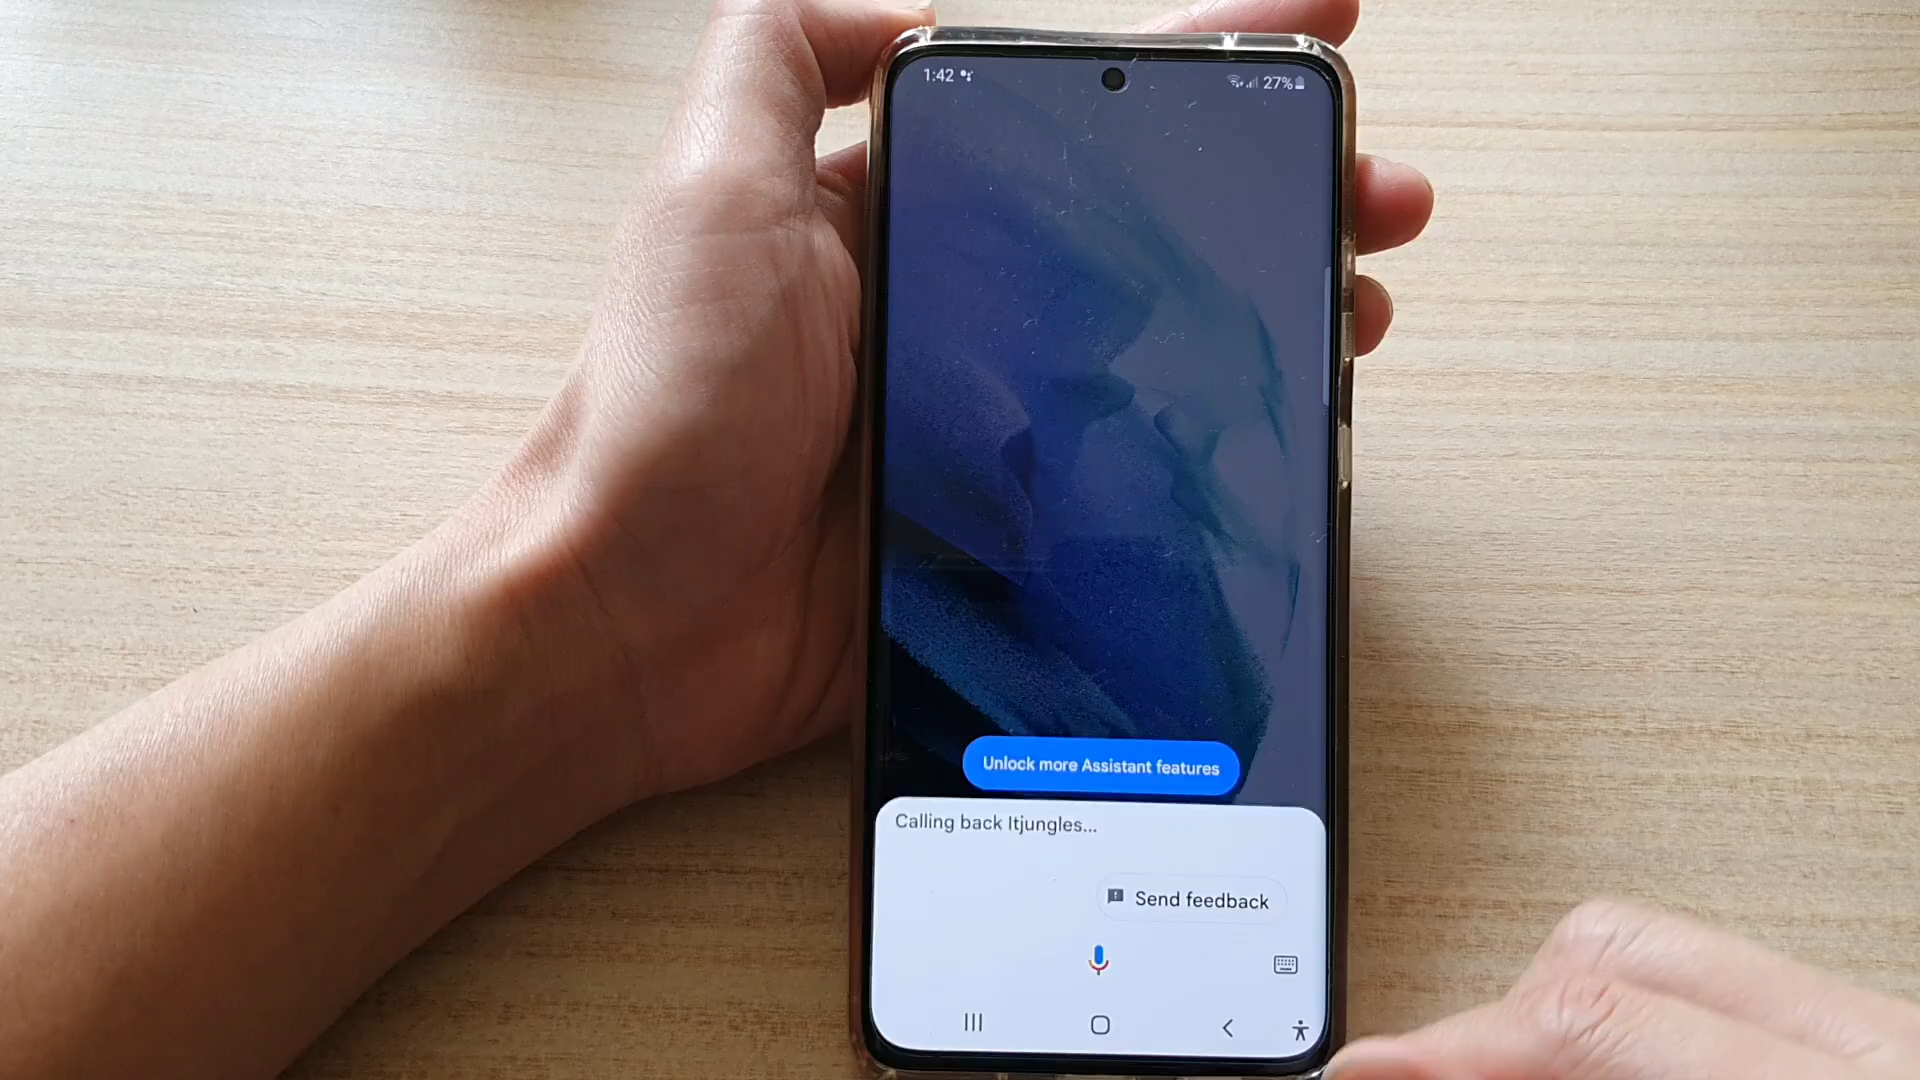 1:42
27%
Unlock more Assistant features
Calling back Itjungles...
Send feedback